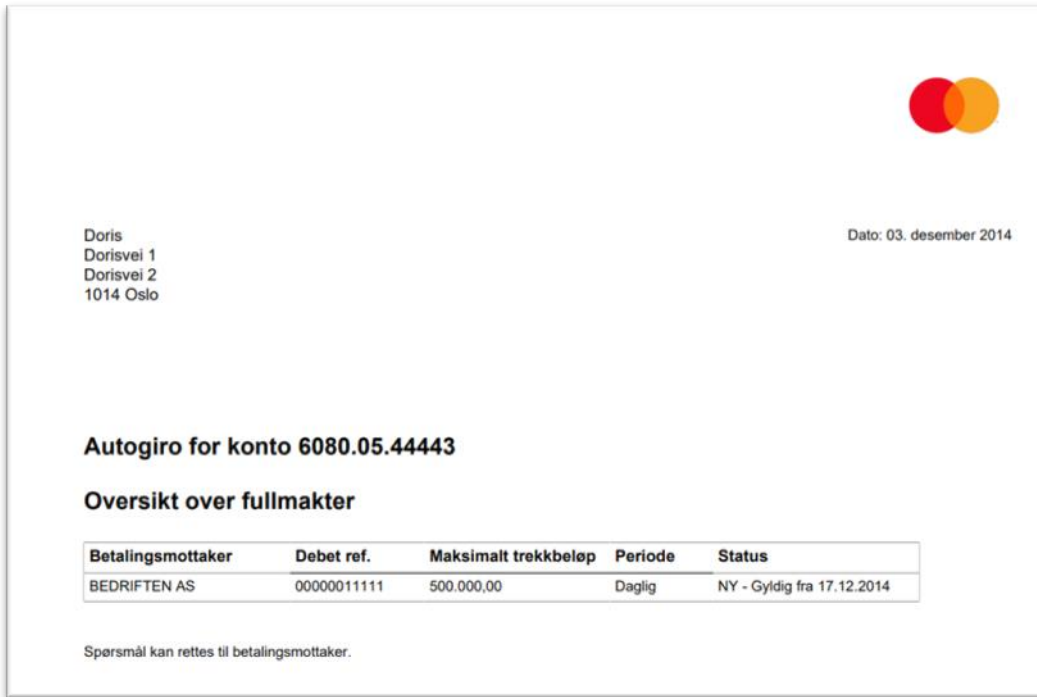 Doris
Dato: 03. desember 2014
Dorisvei 1
Dorisvei 2
1014 Oslo
Autogiro for konto 6080.05.44443
Oversikt over fullmakter
Betalingsmottaker Debet ref. Maksimalt trekkbeløp Periode Status
BEDRIFTEN AS 00000011111 500.000,00 Daglig NY - Gyldig fra 17.12.2014
Spørsmål kan rettes til betalingsmottaker.